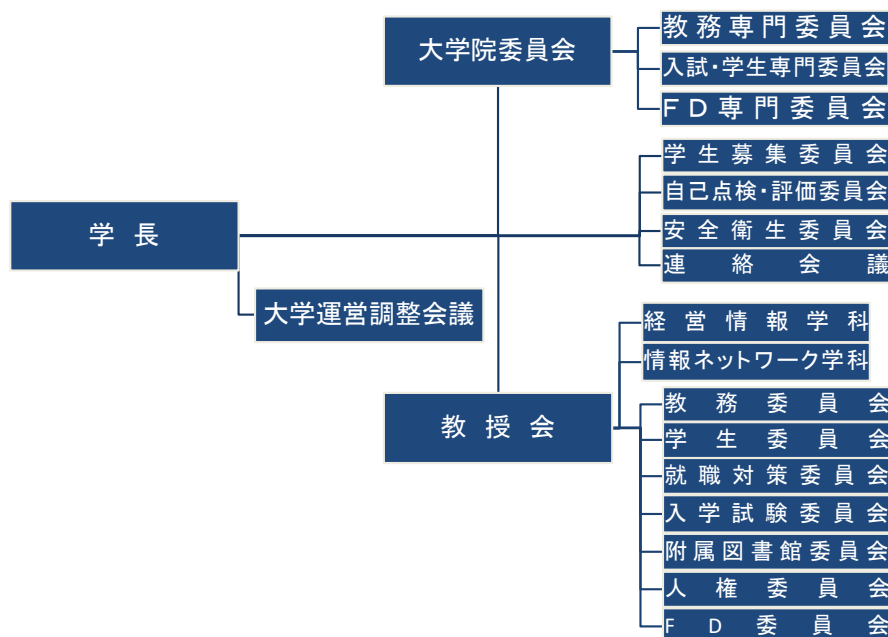 学長
大学運営調整会議
大学院委員会
教務専門委員会
入試・学生専門委員会
FD専門委員会
学生募集委員会
自己点検・評価委員会
安全衛生委員会
連絡会議
教授会
経営情報学科
情報ネットワーク学科
教務委員会
学生委員会
就職対策委員会
入学試験委員会
附属図書館委員会
人権委員会
FD委員会